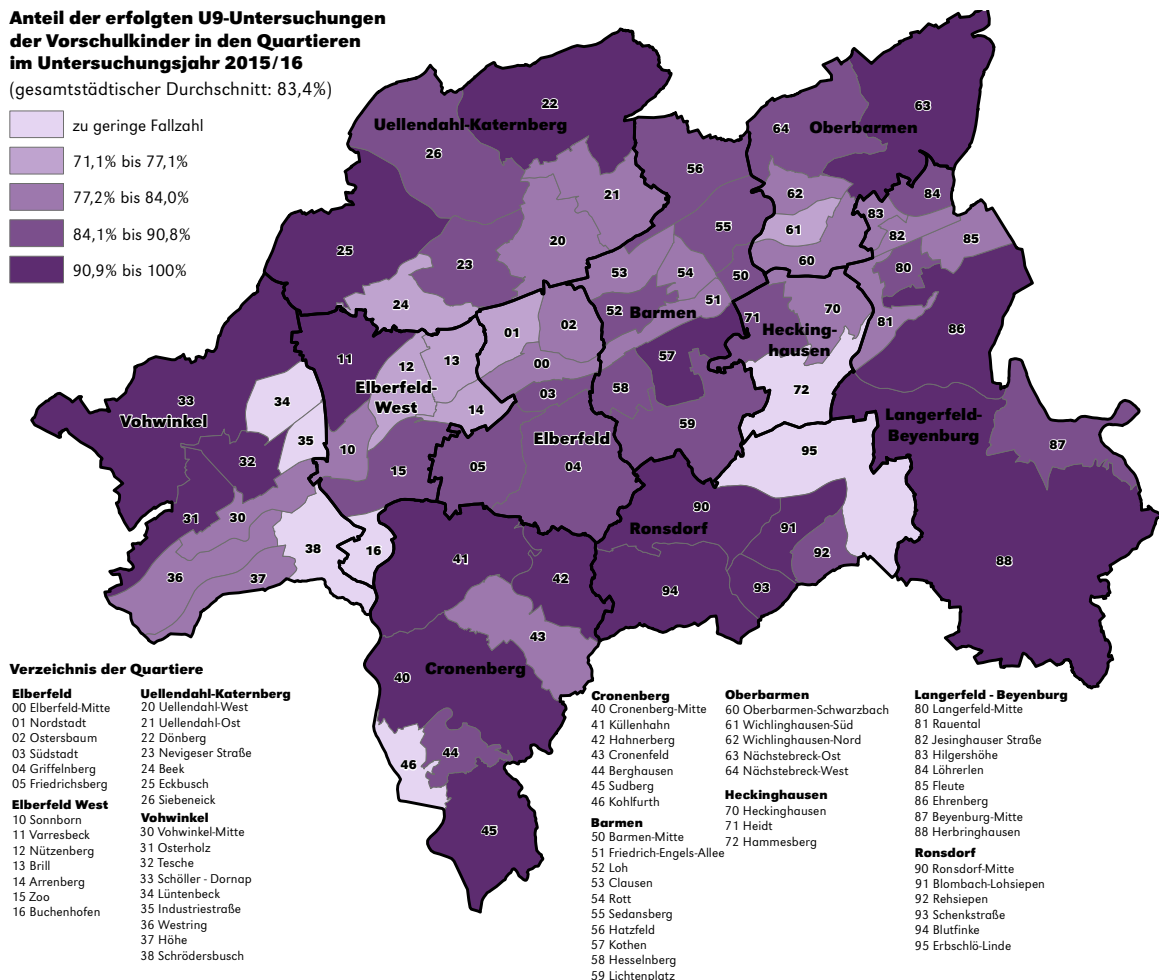 Anteil der erfolgten U9-Untersuchungen
der Vorschulkinder in den Quartieren
im Untersuchungsjahr 2015/16
(gesamtstädtischer Durchschnitt: 83,4%)
zu geringe Fallzahl
71,1% bis 77,1%
77,2% bis 84,0%
84,1% bis 90,8%
90,9% bis 100%
22
63
Uellendahl-Katernberg
64
Oberbarmen
26
56
21
62
84
83
55
61
82
85
25
20
60
23
53
54
50
80
24
51
52
Barmen
71
70
81
01
02
Hecking-
hausen
86
11
12
13
00
57
Elberfeld-
West
58
03
72
33
34
Vohwinkel
14
59
Langerfeld-
Beyenburg
35
Elberfeld
87
10
95
32
15
05
04
90
31
30
Ronsdorf
91
38
16
92
41
88
36
37
42
94
93
43
Cronenberg
40
44
46
45
Verzeichnis der Quartiere
Elberfeld
00 Elberfeld-Mitte
01 Nordstadt
02 Ostersbaum
03 Südstadt
04 Griffelnberg
05 Friedrichsberg
Elberfeld West
10 Sonnborn
11 Varresbeck
12 Nützenberg
13 Brill
14 Arrenberg
15 Zoo
16 Buchenhofen
Uellendahl-Katernberg
20 Uellendahl-West
21 Uellendahl-Ost
22 Dönberg
23 Nevigeser Straße
24 Beek
25 Eckbusch
26 Siebeneick
Vohwinkel
30 Vohwinkel-Mitte
31 Osterholz
32 Tesche
33 Schöller - Dornap
34 Lüntenbeck
35 Industriestraße
36 Westring
37 Höhe
38 Schrödersbusch
Cronenberg
40 Cronenberg-Mitte
41 Küllenhahn
42 Hahnerberg
43 Cronenfeld
44 Berghausen
45 Sudberg
46 Kohlfurth
Barmen
50 Barmen-Mitte
51 Friedrich-Engels-Allee
52 Loh
53 Clausen
54 Rott
55 Sedansberg
56 Hatzfeld
57 Kothen
58 Hesselnberg
59 Lichtenplatz
Oberbarmen
60 Oberbarmen-Schwarzbach
61 Wichlinghausen-Süd
62 Wichlinghausen-Nord
63 Nächstebreck-Ost
64 Nächstebreck-West
Heckinghausen
70 Heckinghausen
71 Heidt
72 Hammesberg
Langerfeld - Beyenburg
80 Langerfeld-Mitte
81 Rauental
82 Jesinghauser Straße
83 Hilgershöhe
84 Löhrerlen
85 Fleute
86 Ehrenberg
87 Beyenburg-Mitte
88 Herbringhausen
Ronsdorf
90 Ronsdorf-Mitte
91 Blombach-Lohsiepen
92 Rehsiepen
93 Schenkstraße
94 Blutfinke
95 Erbschlö-Linde